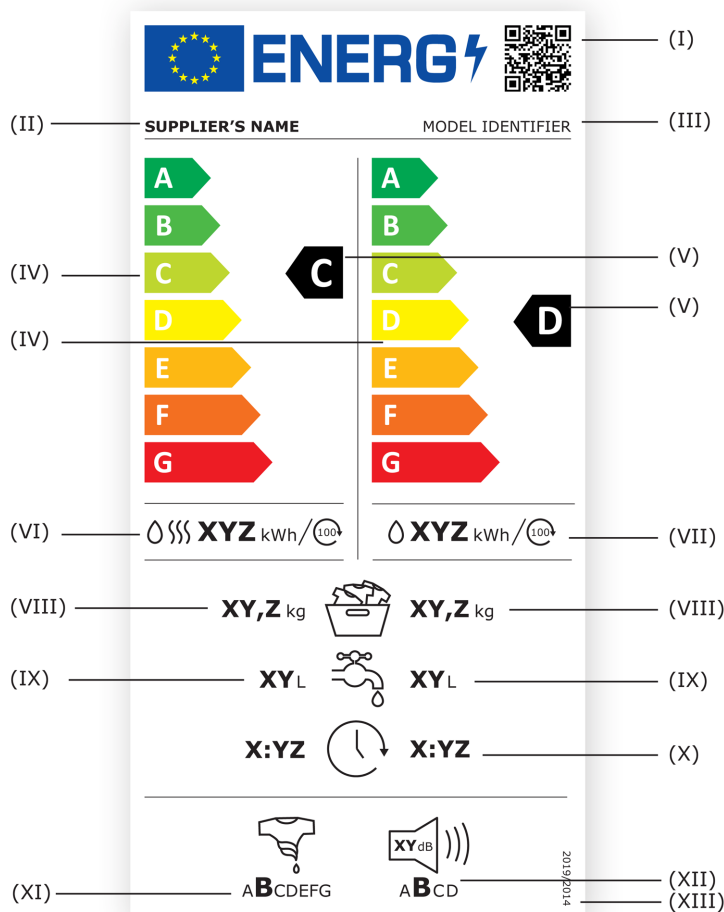 ENERG
(I)
(II)
SUPPLIER'S NAME
MODEL IDENTIFIER
(III)
A
A
B
B
(IV)
C
C
C
(V)
D
D
(V)
(IV)
E
E
F
F
G
G
(VI)
XYZ kWh/100
XYZ kWh/100
(VII)
(VIII)
XY,Z kg
XY,Z kg
(VIII)
(IX)
XY L
XY L
(IX)
X:YZ
X:YZ
(X)
XY dB
2019/2014
(XI)
ABCDEFG
ABCD
(XII)
(XIII)